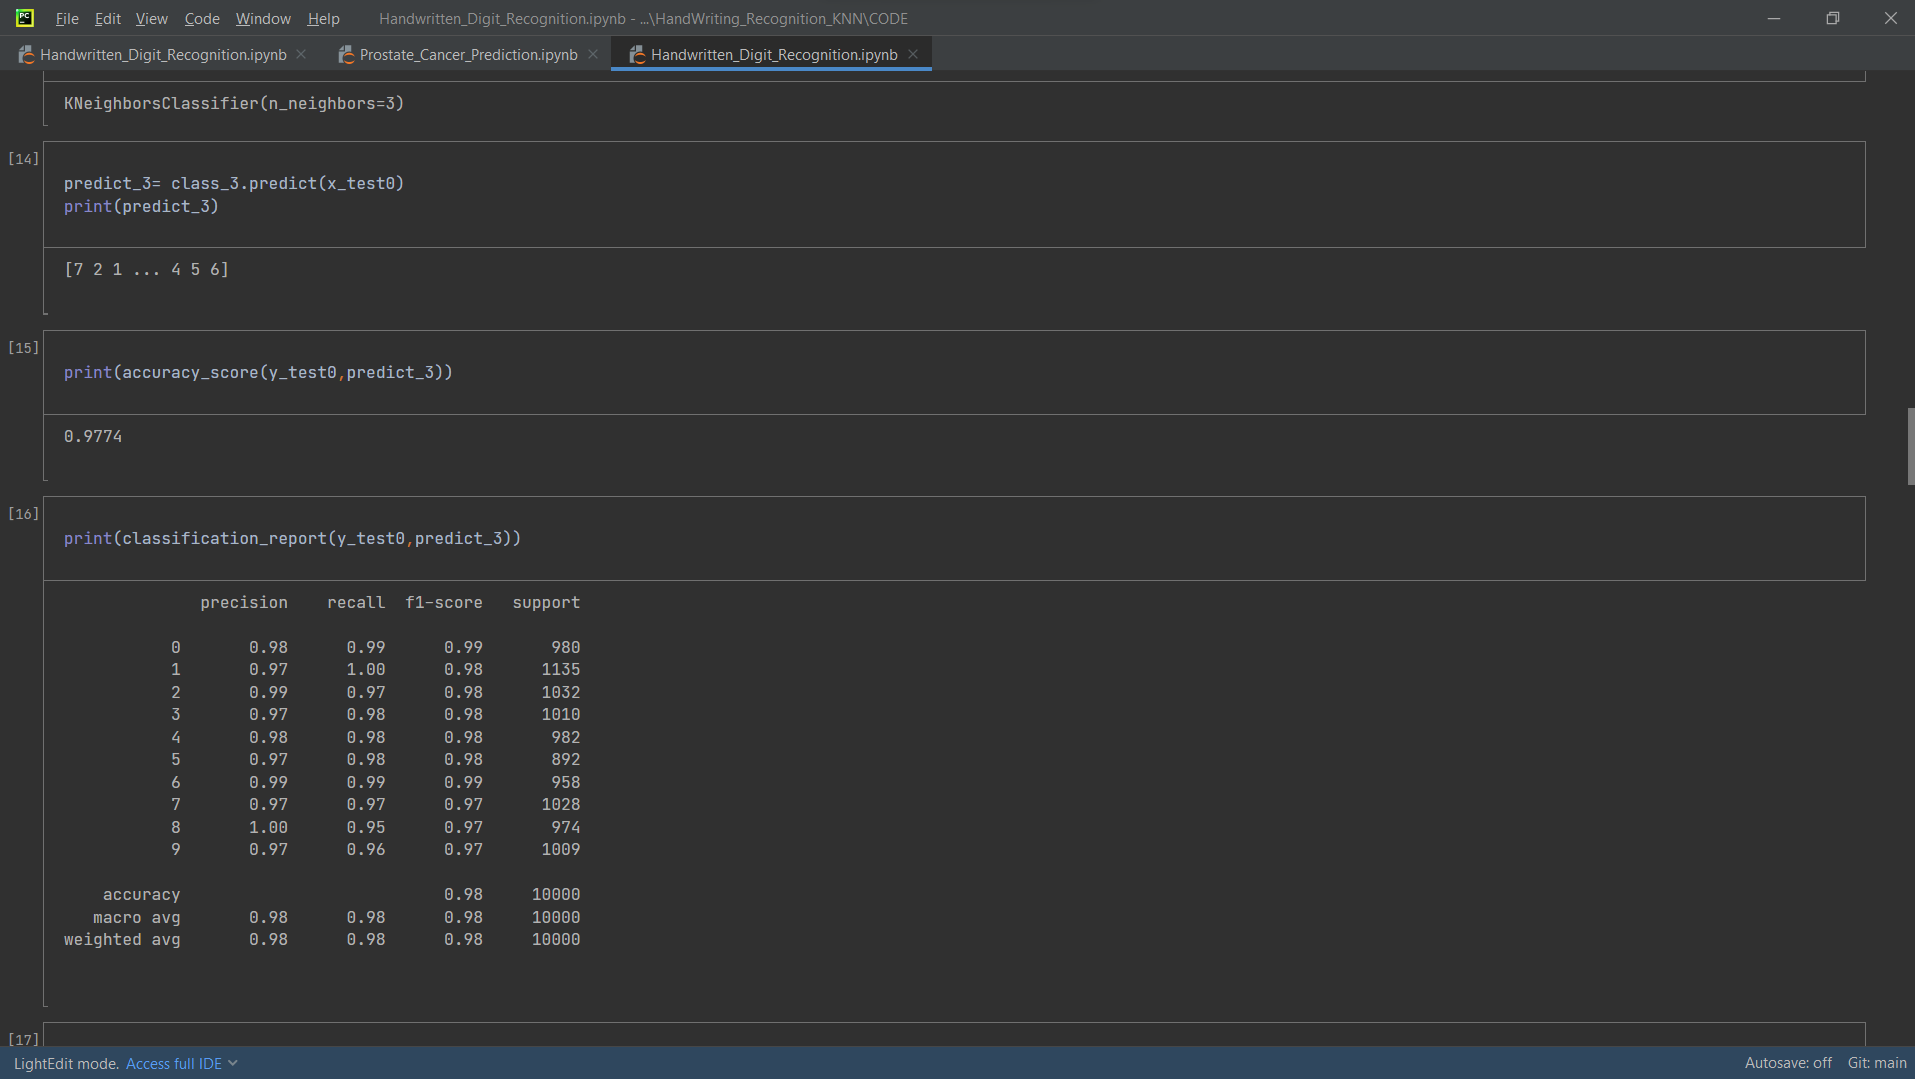 PC
File Edit View Code Window Help Handwritten_Digit_Recognition.ipynb - ...\HandWriting_Recognition_KNN\CODE
Handwritten_Digit_Recognition.ipynb Prostate_Cancer_Prediction.ipynb Handwritten_Digit_Recognition.ipynb
KNeighborsClassifier(n_neighbors=3)
[14]
predict_3= class_3.predict(x_test0)
print(predict_3)
[7 2 1 ... 4 5 6]
[15]
print(accuracy_score(y_test0,predict_3))
0.9774
[16]
print(classification_report(y_test0,predict_3))
precision recall f1-score support
0 0.98 0.99 0.99 980
1 0.97 1.00 0.98 1135
2 0.99 0.97 0.98 1032
3 0.97 0.98 0.98 1010
4 0.98 0.98 0.98 982
5 0.97 0.98 0.98 892
6 0.99 0.99 0.99 958
7 0.97 0.97 0.97 1028
8 1.00 0.95 0.97 974
9 0.97 0.96 0.97 1009
accuracy 0.98 10000
macro avg 0.98 0.98 0.98 10000
weighted avg 0.98 0.98 0.98 10000
[17]
LightEdit mode. Access full IDE Autosave: off Git: main